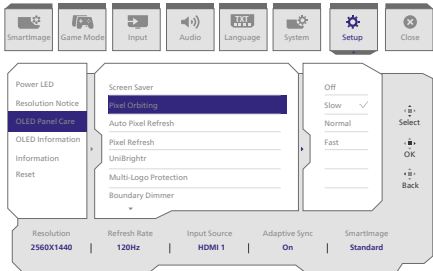 SmartImage
Game Mode
Input
Audio
TXT
Language
System
Setup
Close
Power LED
Resolution Notice
OLED Panel Care
OLED Information
Information
Reset
Screen Saver
Pixel Orbiting
Auto Pixel Refresh
Pixel Refresh
UniBrightr
Multi-Logo Protection
Boundary Dimmer
Off
Slow
Normal
Fast
Select
OK
Back
Resolution
Refresh Rate
Input Source
Adaptive Sync
SmartImage
2560X1440
120Hz
HDMI 1
On
Standard